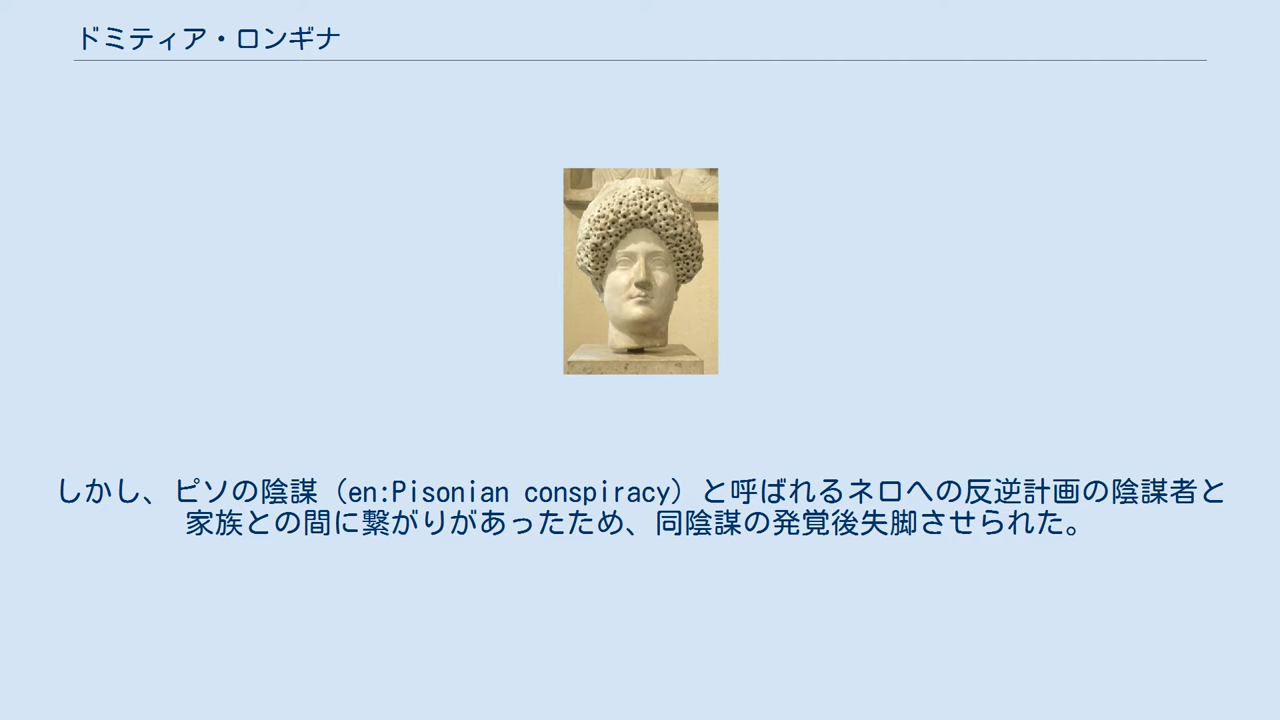 ドミティア・ロンギナ
しかし、ピソの陰謀（en:Pisonian conspiracy）と呼ばれるネロへの反逆計画の陰謀者と
家族との間に繋がりがあったため、同陰謀の発覚後失脚させられた。